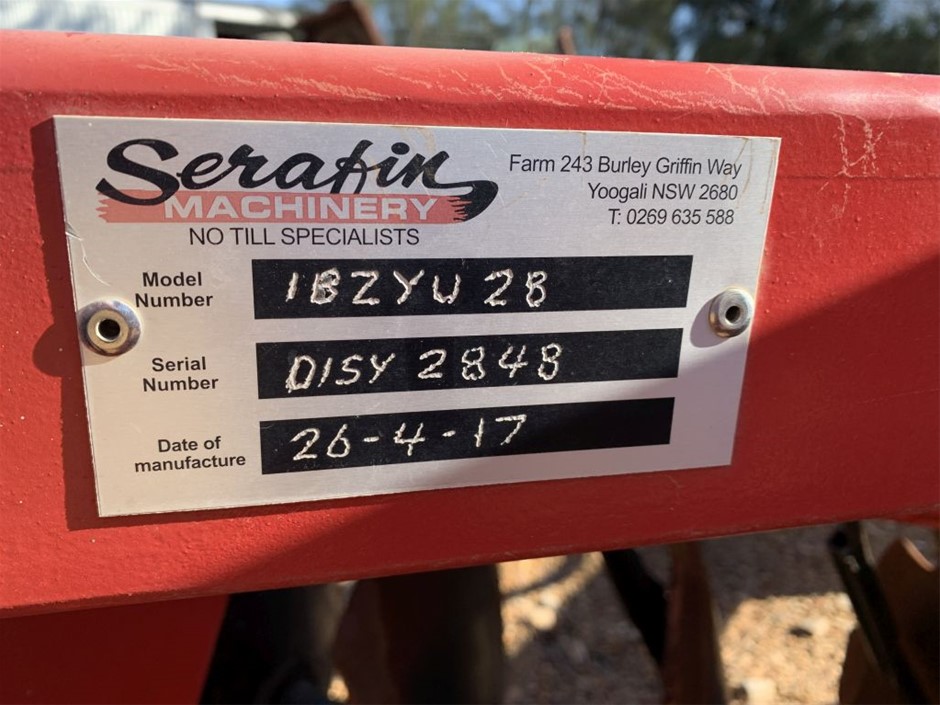 Serafin
MACHINERY
NO TILL SPECIALISTS
Farm 243 Burley Griffin Way
Yoogali NSW 2680
T: 0269 635 588
Model Number
1BZYU 28
Serial Number
DISY 2848
Date of manufacture
26-4-17